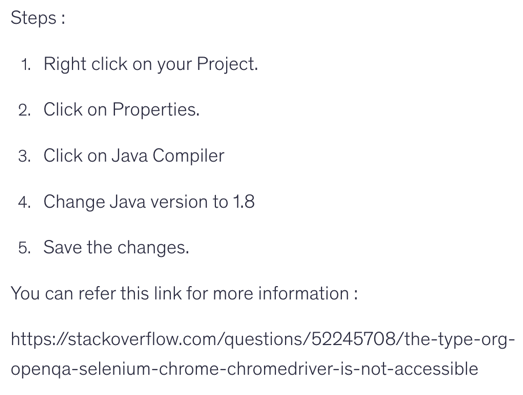 Steps :
1. Right click on your Project.
2. Click on Properties.
3. Click on Java Compiler
4. Change Java version to 1.8
5. Save the changes.
You can refer this link for more information :
https://stackoverflow.com/questions/52245708/the-type-org-
openqa-selenium-chrome-chromedriver-is-not-accessible